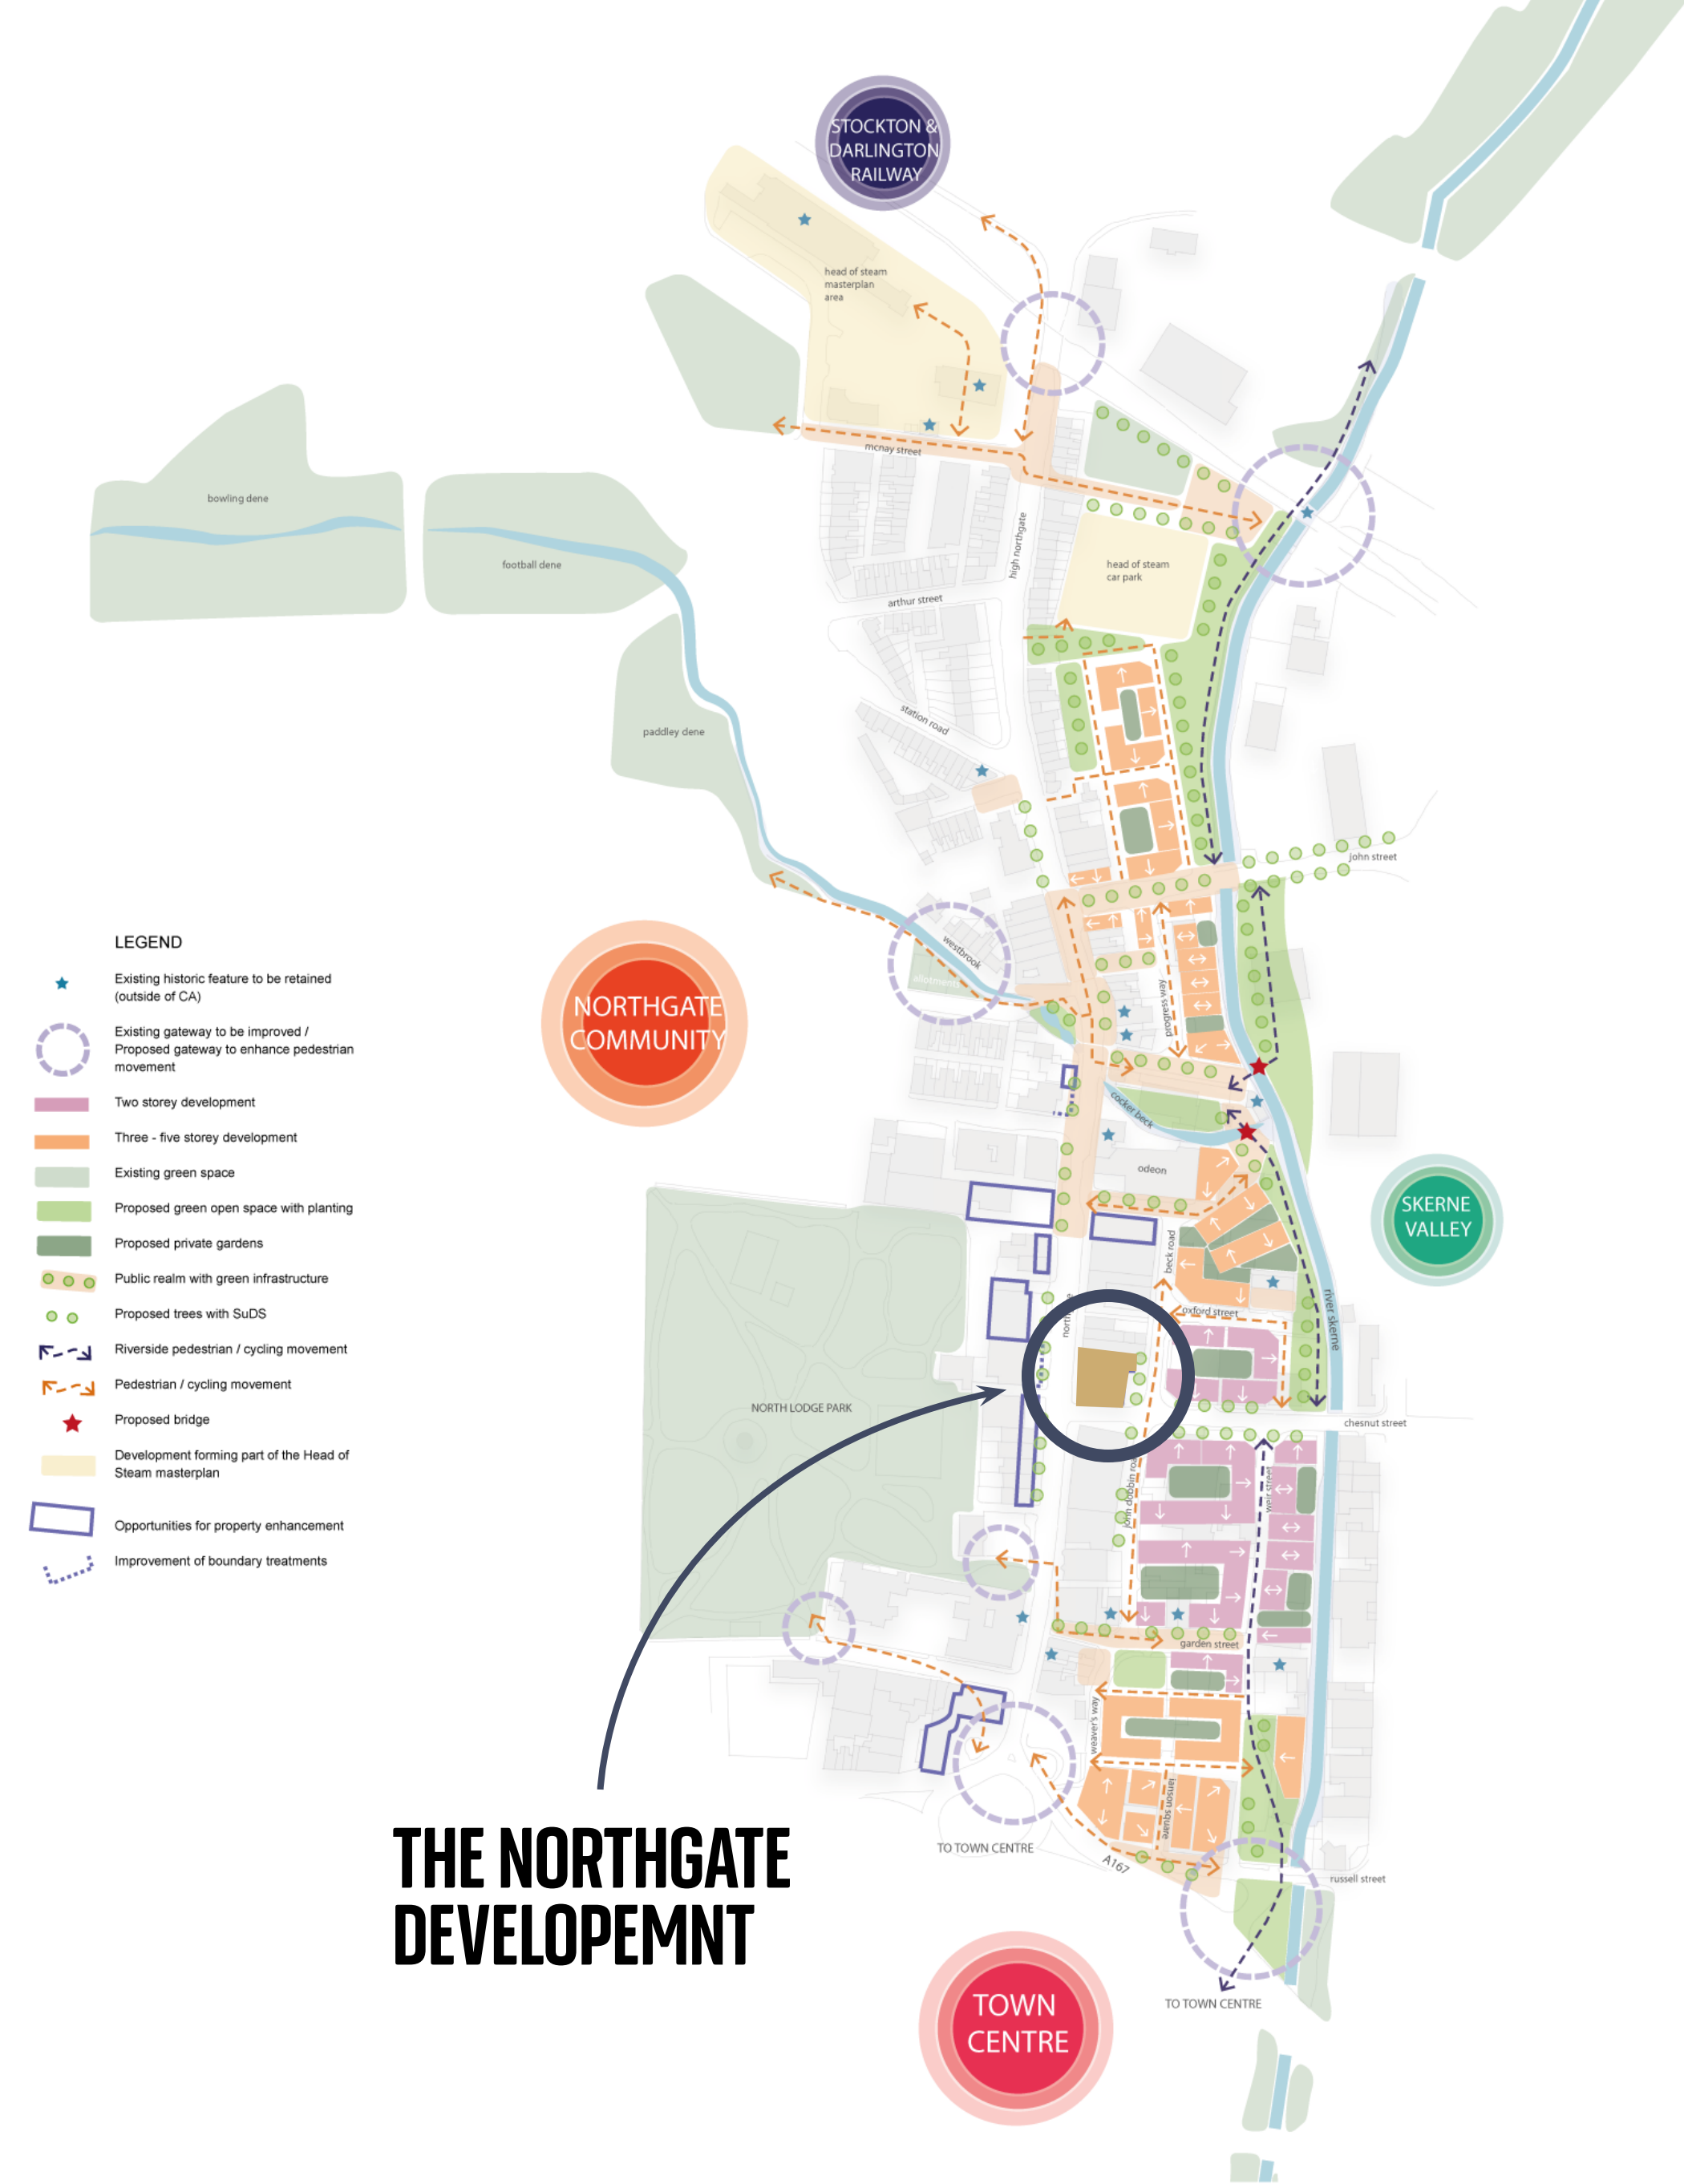 STOCKTON &
DARLINGTON
RAILWAY
head of steam
masterplan
area
mcnay street
bowling dene
football dene
high northgate
head of steam
car park
arthur street
station road
paddley dene
john street
westbrook
allotment
progress way
NORTHGATE
COMMUNITY
cocker beck
odeon
SKERNE
VALLEY
beck road
river skerne
oxford street
NORTH LODGE PARK
chesnut street
john dobbin road
weir street
garden street
weaver's way
ianson square
TO TOWN CENTRE
A167
russell street
TO TOWN CENTRE
TOWN
CENTRE
LEGEND
Existing historic feature to be retained
(outside of CA)
Existing gateway to be improved /
Proposed gateway to enhance pedestrian
movement
Two storey development
Three - five storey development
Existing green space
Proposed green open space with planting
Proposed private gardens
Public realm with green infrastructure
Proposed trees with SuDS
Riverside pedestrian / cycling movement
Pedestrian / cycling movement
Proposed bridge
Development forming part of the Head of
Steam masterplan
Opportunities for property enhancement
Improvement of boundary treatments
THE NORTHGATE
DEVELOPEMNT